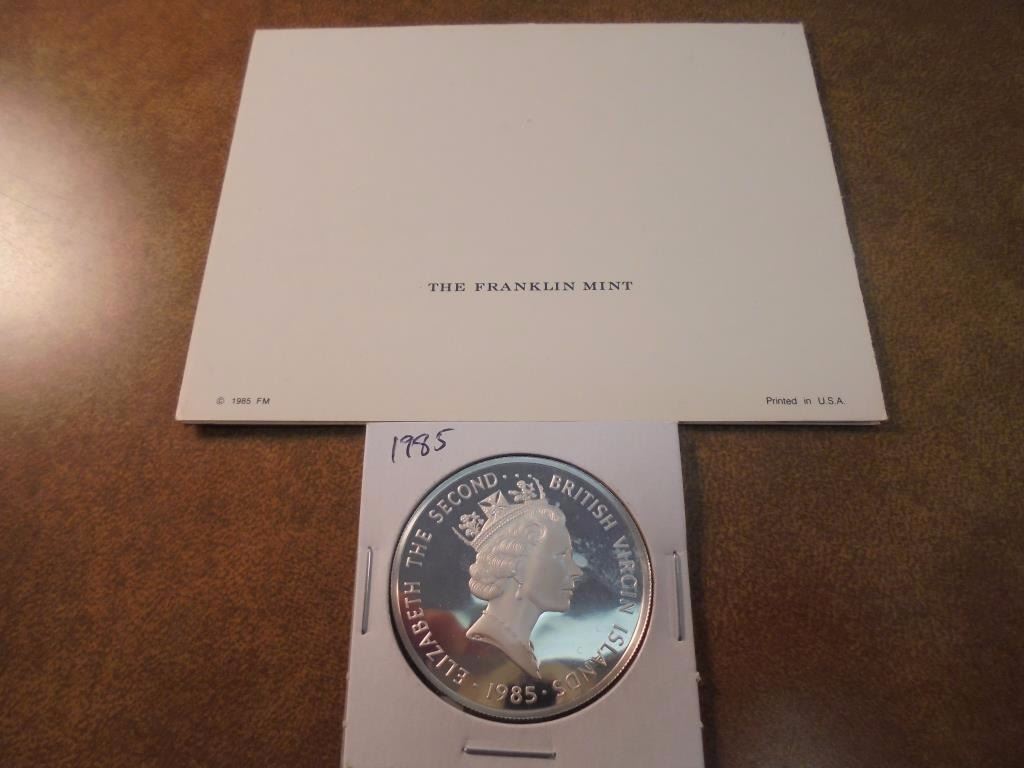 THE FRANKLIN MINT
© 1985 FM
Printed in U.S.A.
1985
ELIZABETH THE SECOND · BRITISH VIRGIN ISLANDS
· 1985 ·